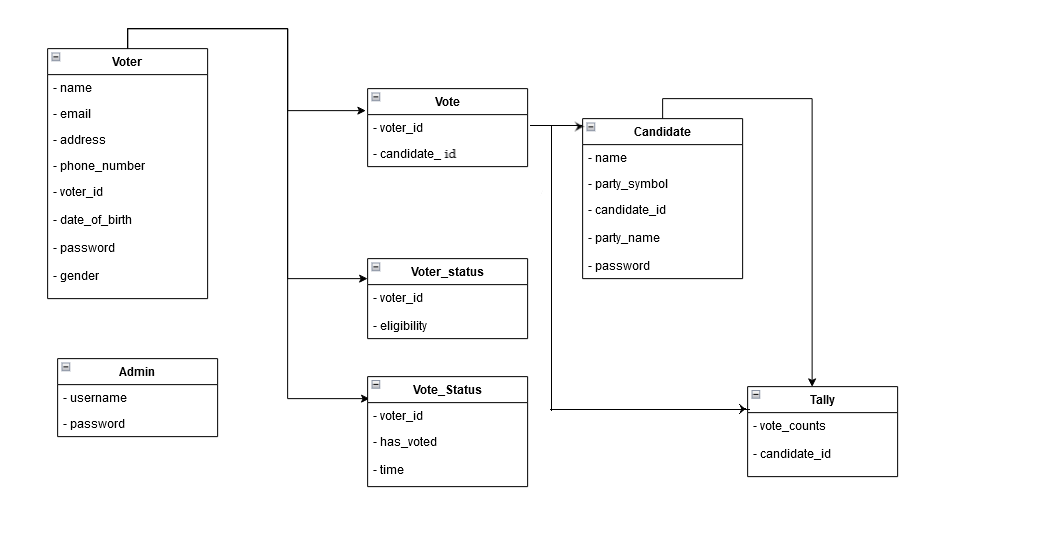 Voter
- name
- email
- address
- phone_number
- voter_id
- date_of_birth
- password
- gender
Vote
- voter_id
- candidate_ id
Candidate
- name
- party_symbol
- candidate_id
- party_name
- password
Voter_status
- voter_id
- eligibility
Admin
- username
- password
Vote_Status
- voter_id
- has_voted
- time
Tally
- vote_counts
- candidate_id